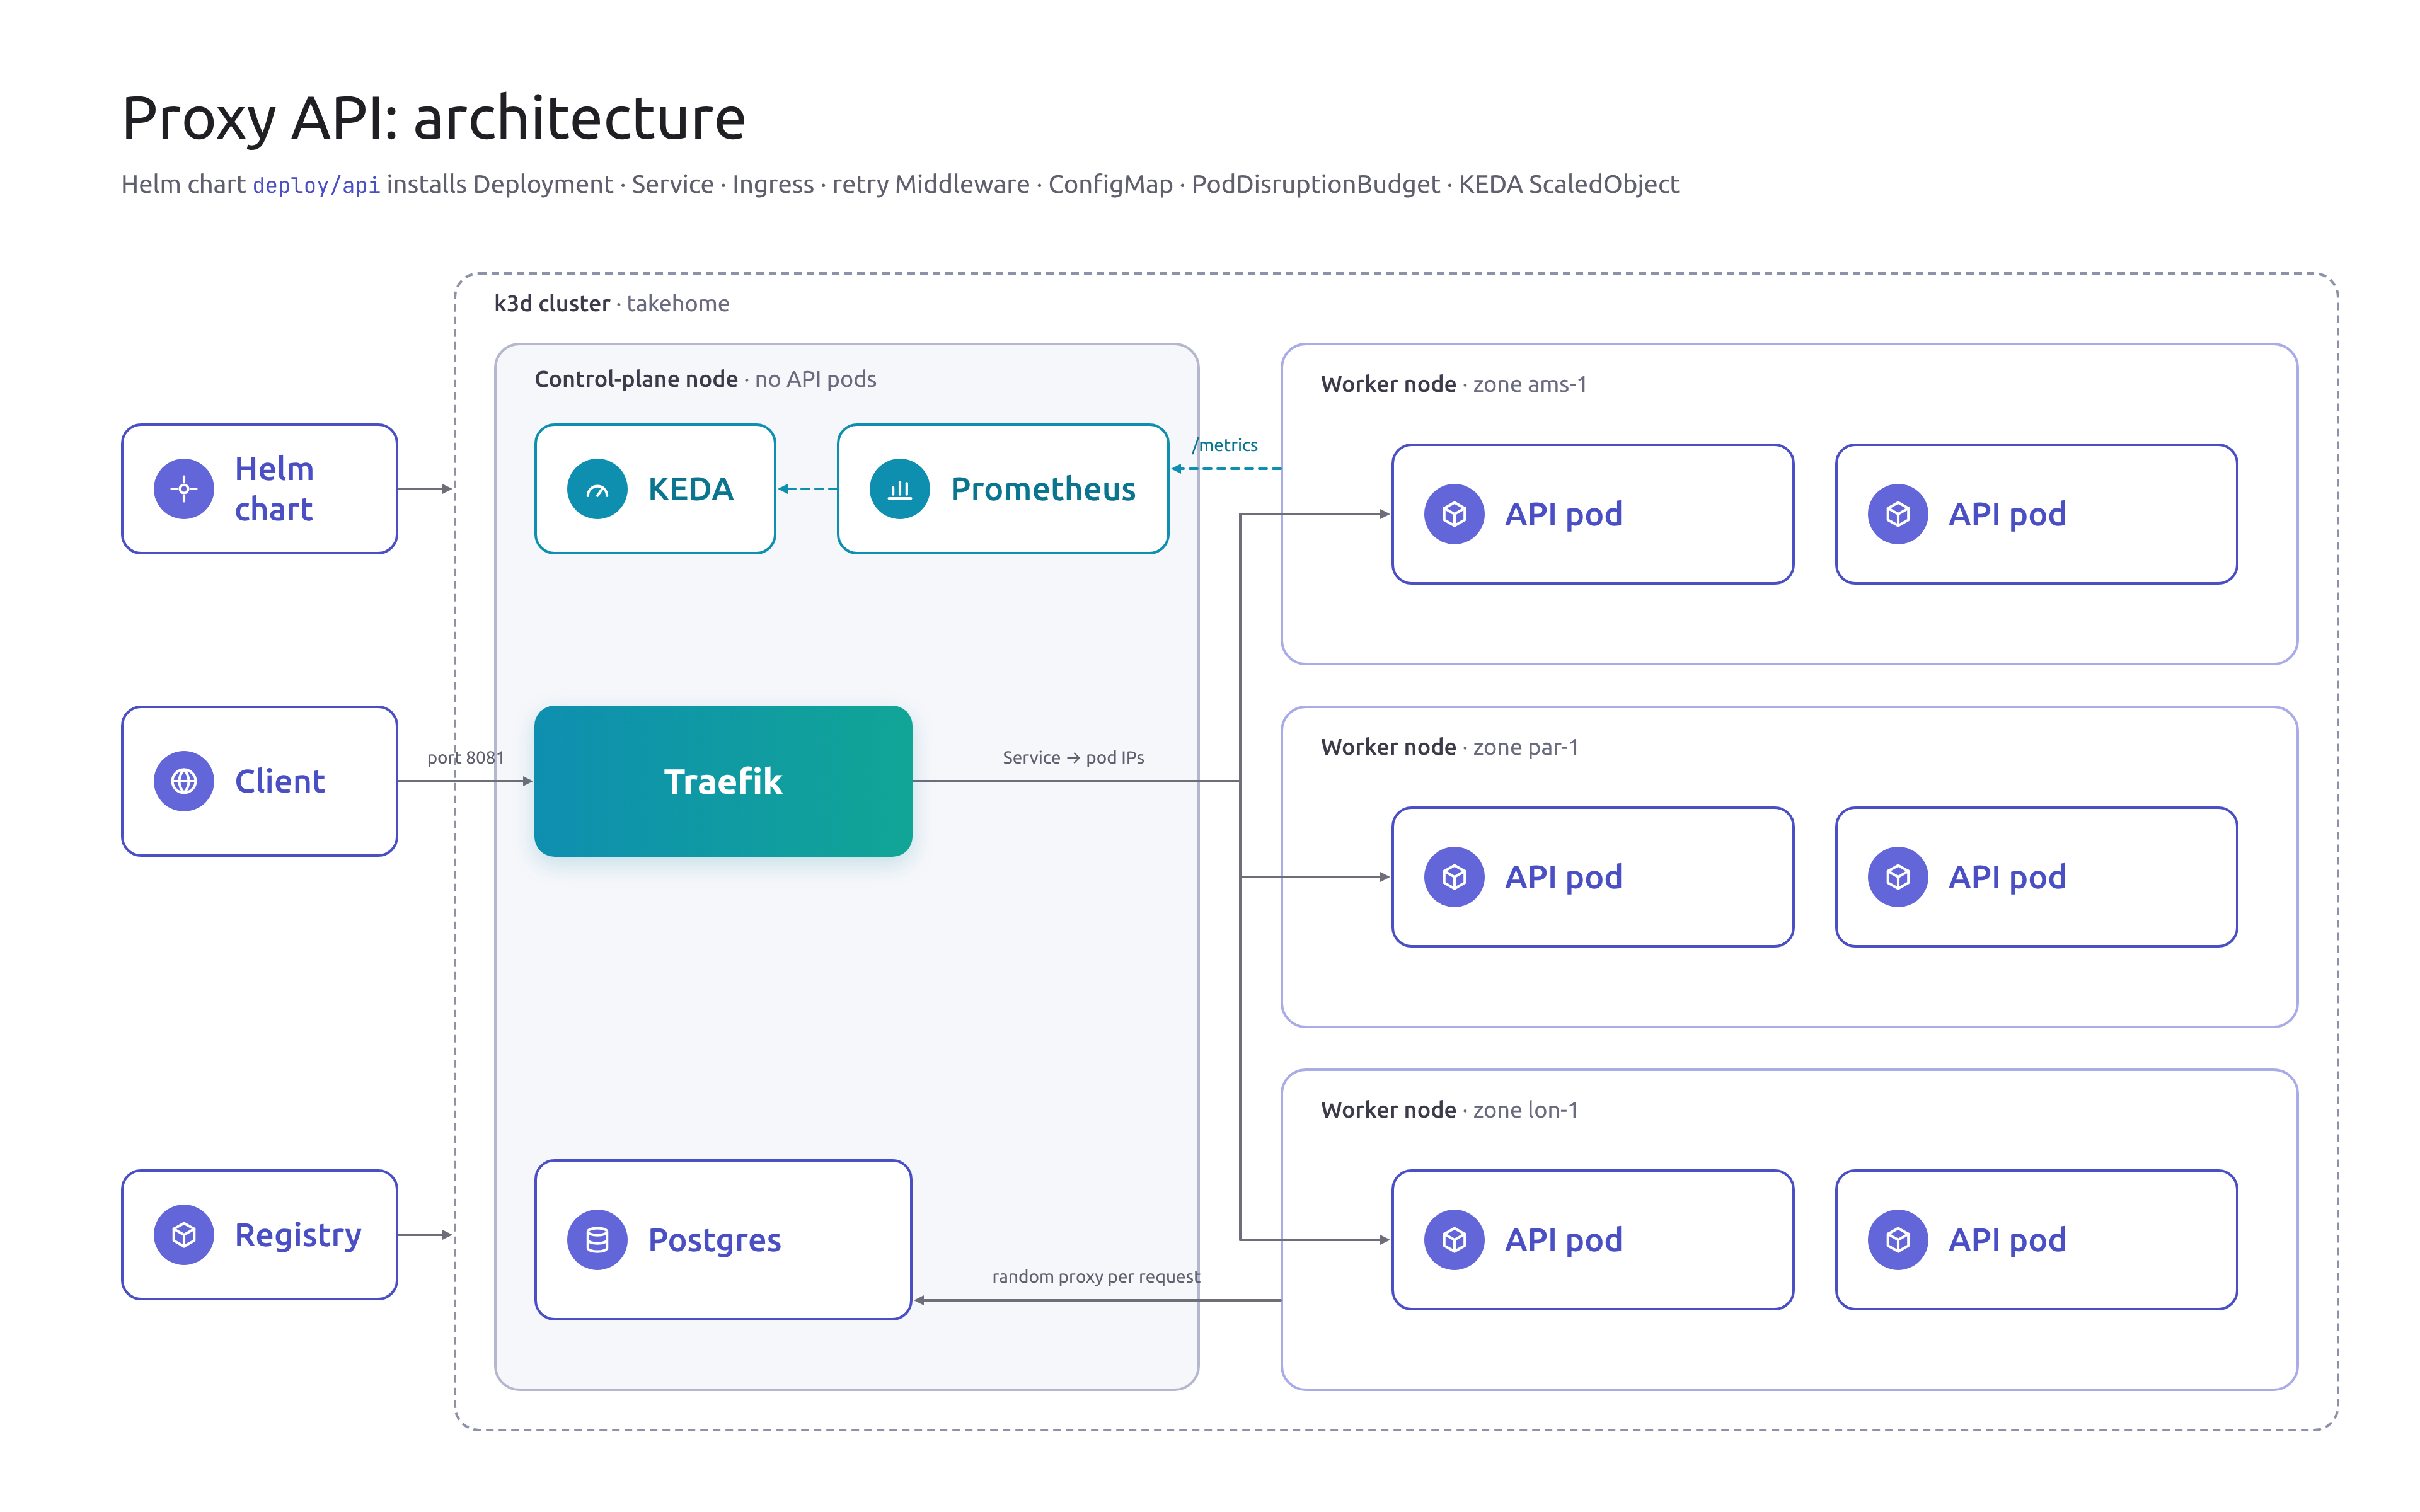 Proxy API: architecture
Helm chart deploy/api installs Deployment · Service · Ingress · retry Middleware · ConfigMap · PodDisruptionBudget · KEDA ScaledObject
k3d cluster · takehome
Control-plane node · no API pods
Worker node · zone ams-1
Helm
chart
KEDA
Prometheus
/metrics
API pod
API pod
Worker node · zone par-1
Client
port 8081
Traefik
Service → pod IPs
API pod
API pod
Worker node · zone lon-1
Registry
Postgres
random proxy per request
API pod
API pod